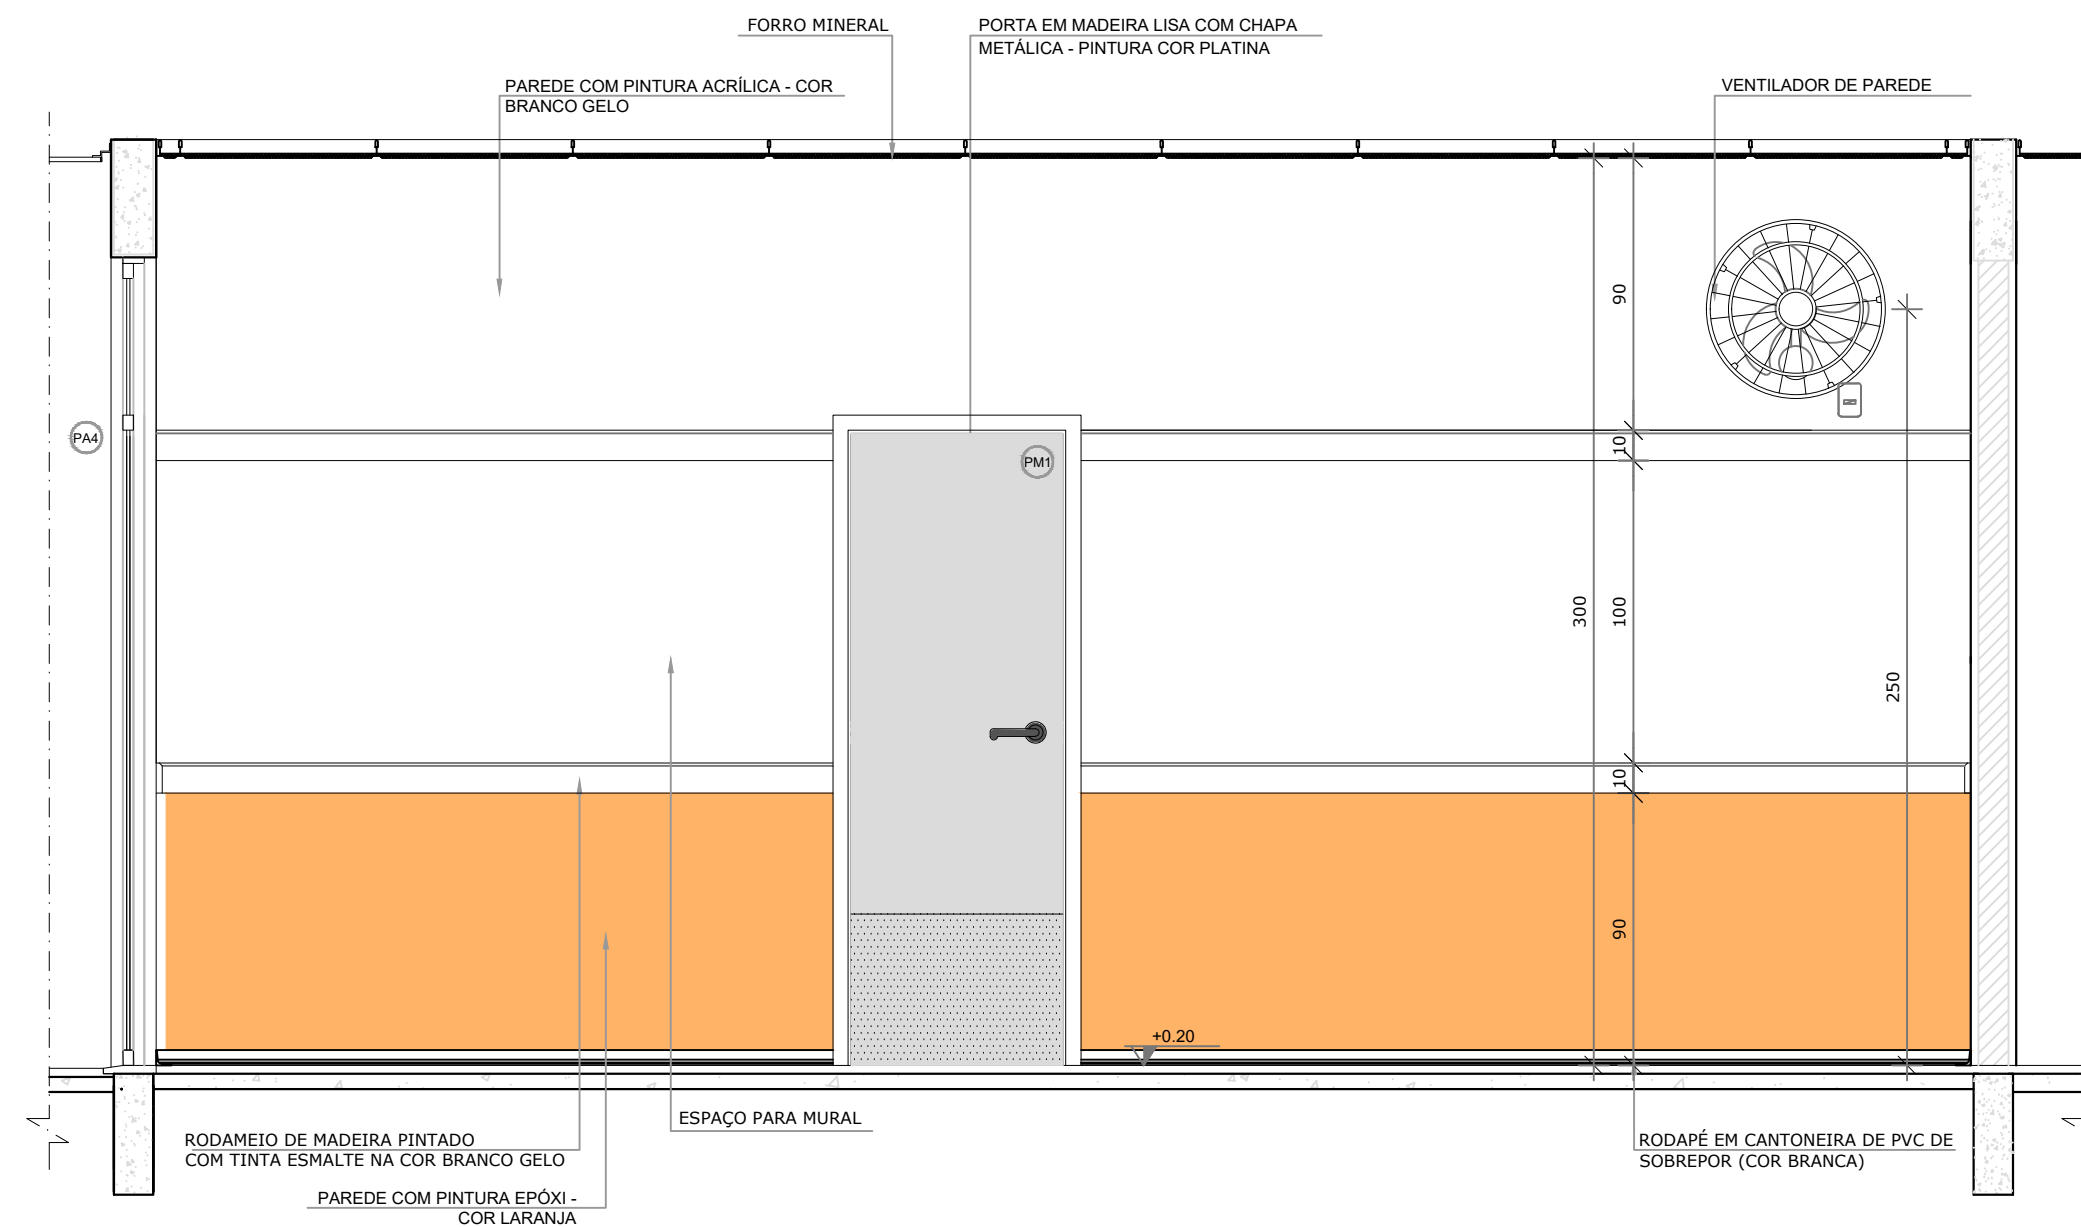 FORRO MINERAL
PORTA EM MADEIRA LISA COM CHAPA
METÁLICA - PINTURA COR PLATINA
PAREDE COM PINTURA ACRÍLICA - COR
BRANCO GELO
VENTILADOR DE PAREDE
90
PA4
10
PM1
300
100
250
10
90
+0.20
ESPAÇO PARA MURAL
RODAMEIO DE MADEIRA PINTADO
COM TINTA ESMALTE NA COR BRANCO GELO
RODAPÉ EM CANTONEIRA DE PVC DE
SOBREPOR (COR BRANCA)
PAREDE COM PINTURA EPÓXI -
COR LARANJA